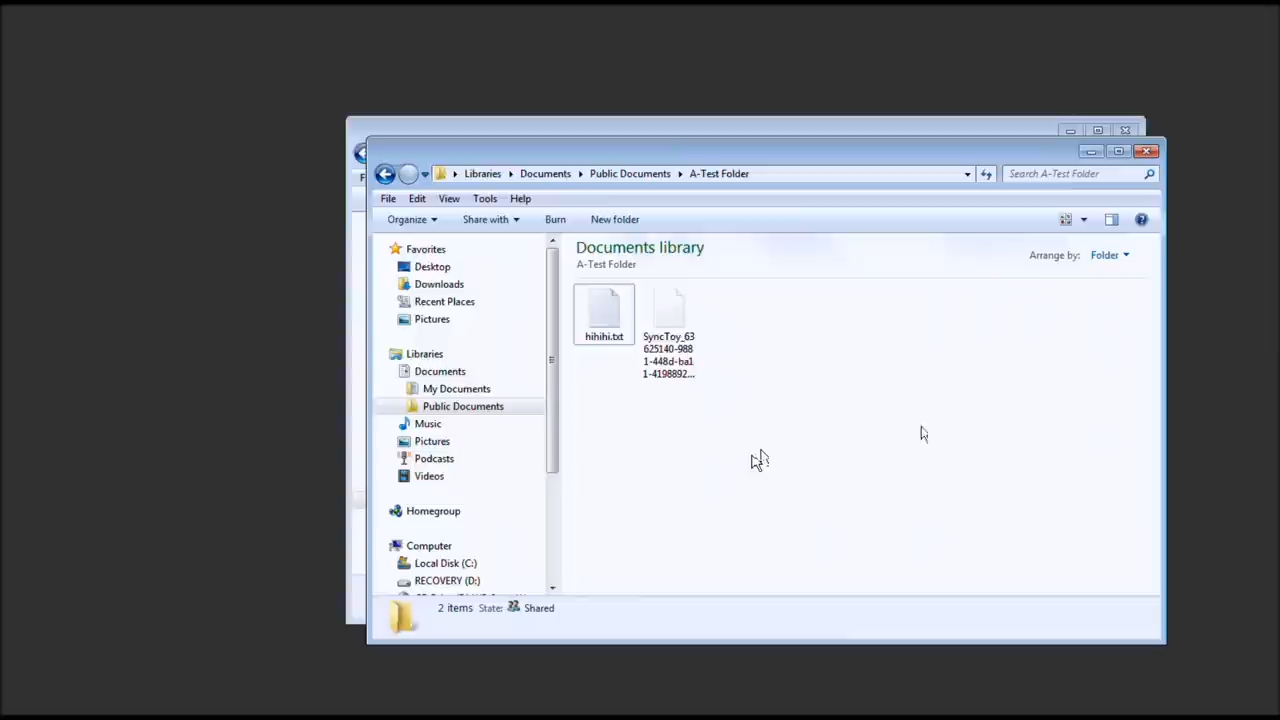 Libraries Documents Public Documents A-Test Folder
Search A-Test Folder
File Edit View Tools Help
Organize Share with Burn New folder
Documents library
A-Test Folder
Arrange by: Folder
Favorites
Desktop
Downloads
Recent Places
Pictures
Libraries
Documents
My Documents
Public Documents
Music
Pictures
Podcasts
Videos
Homegroup
Computer
Local Disk (C:)
RECOVERY (D:)
hihihi.txt
SyncToy_63
625140-988
1-448d-ba1
1-4198892...
2 items State: Shared